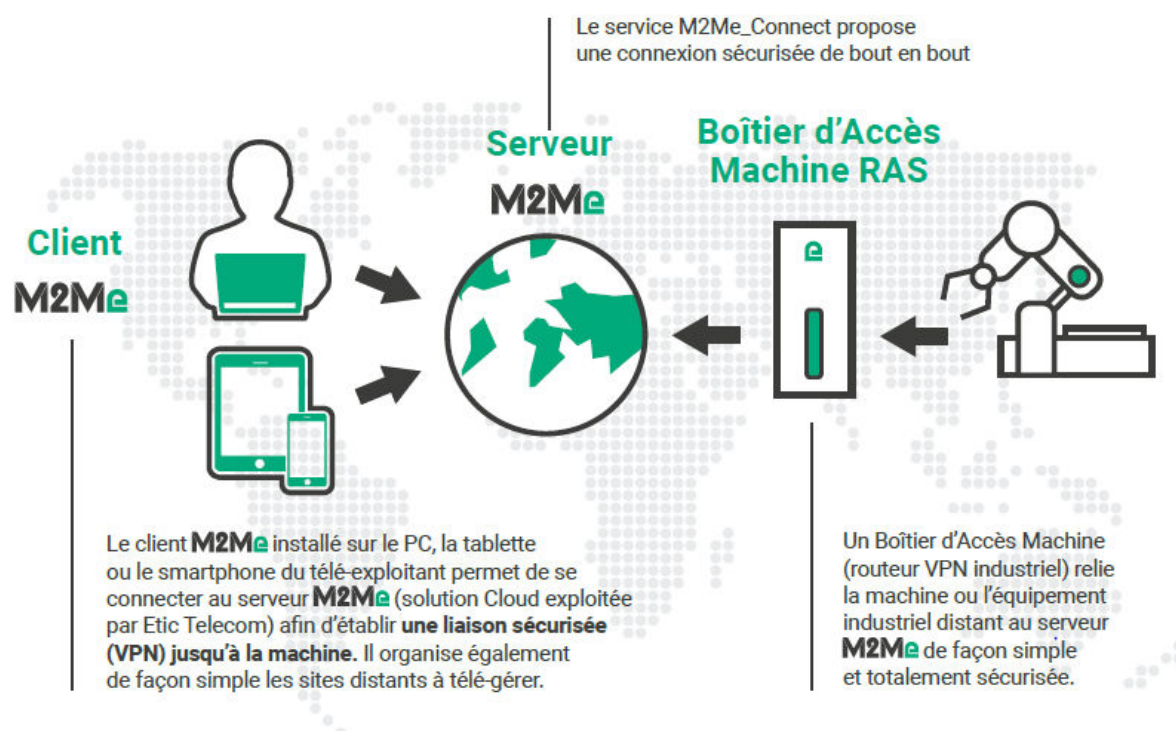 Le service M2Me_Connect propose
une connexion sécurisée de bout en bout
Serveur
M2Me
Boîtier d'Accès
Machine RAS
Client
M2Me
Le client M2Me installé sur le PC, la tablette
ou le smartphone du télé-exploitant permet de se
connecter au serveur M2Me (solution Cloud exploitée
par Etic Telecom) afin d'établir une liaison sécurisée
(VPN) jusqu'à la machine. Il organise également
de façon simple les sites distants à télé-gérer.
Un Boîtier d'Accès Machine
(routeur VPN industriel) relie
la machine ou l'équipement
industriel distant au serveur
M2Me de façon simple
et totalement sécurisée.